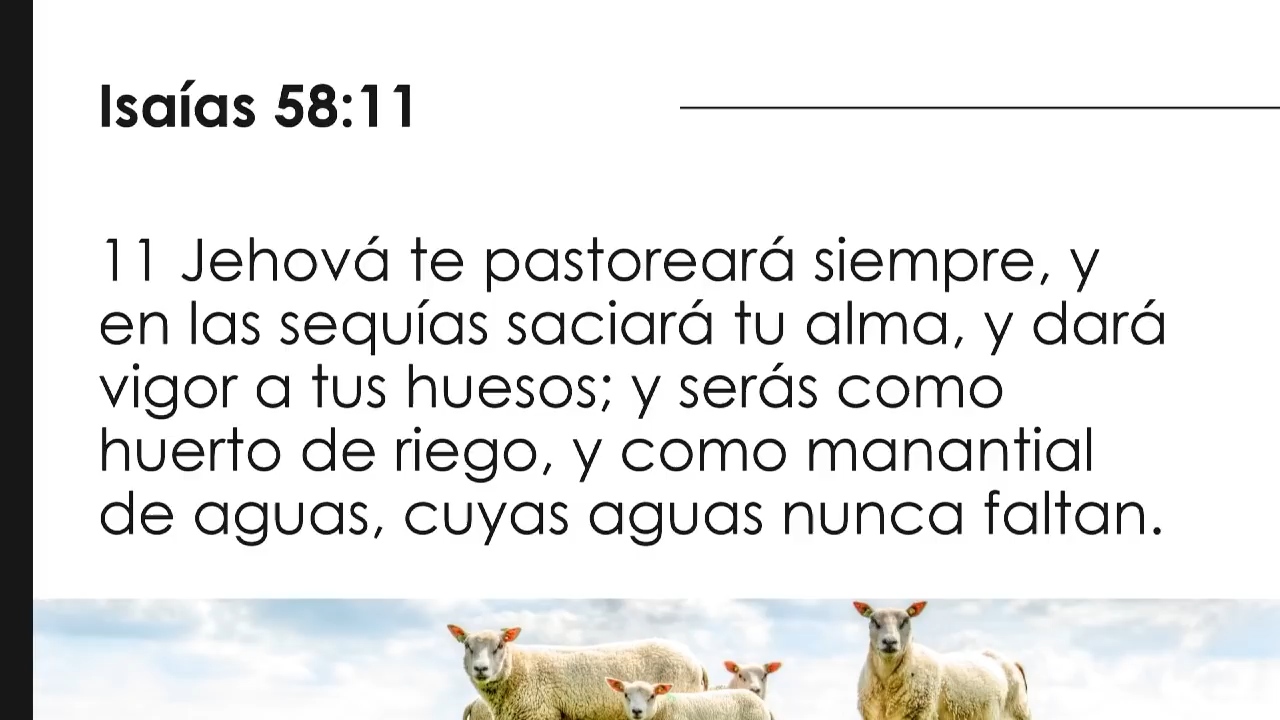 Isaías 58:11
11 Jehová te pastoreará siempre, y
en las sequías saciará tu alma, y dará
vigor a tus huesos; y serás como
huerto de riego, y como manantial
de aguas, cuyas aguas nunca faltan.